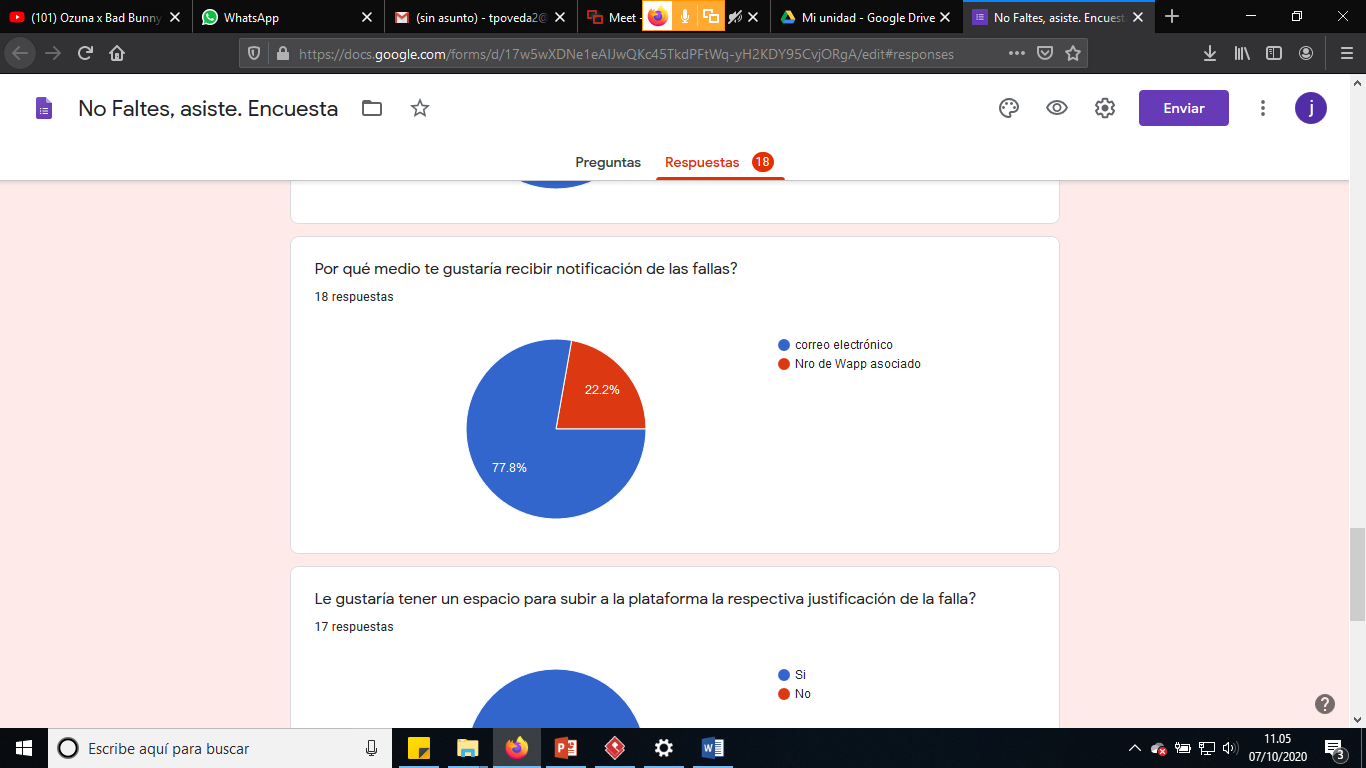 (101) Ozuna x Bad Bunny
WhatsApp
(sin asunto) - tpoveda2@
Meet -
Mi unidad - Google Drive
No Faltes, asiste. Encuest
https://docs.google.com/forms/d/17w5wXDNe1eAIJwQKc45TkdPFtWq-yH2KDY95CvjORgA/edit#responses
No Faltes, asiste. Encuesta
Enviar
j
Preguntas
Respuestas 18
Por qué medio te gustaría recibir notificación de las fallas?
18 respuestas
correo electrónico
Nro de Wapp asociado
22.2%
77.8%
Le gustaría tener un espacio para subir a la plataforma la respectiva justificación de la falla?
17 respuestas
Si
No
Escribe aquí para buscar
11.05
07/10/2020
3